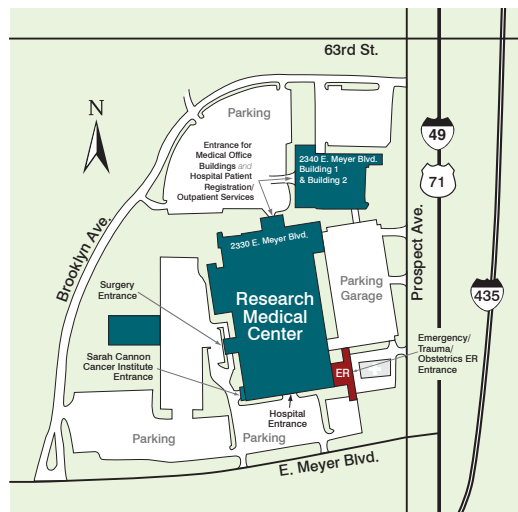 63rd St.
N
Parking
Entrance for
Medical Office
Buildings and
Hospital Patient
Registration/
Outpatient Services
2340 E. Meyer Blvd.
Building 1
& Building 2
49
71
Brooklyn Ave.
2330 E. Meyer Blvd.
Prospect Ave.
Surgery
Entrance
Research
Medical
Center
Parking
Garage
435
Sarah Cannon
Cancer Institute
Entrance
ER
Emergency/
Trauma/
Obstetrics ER
Entrance
Hospital
Entrance
Parking
Parking
E. Meyer Blvd.